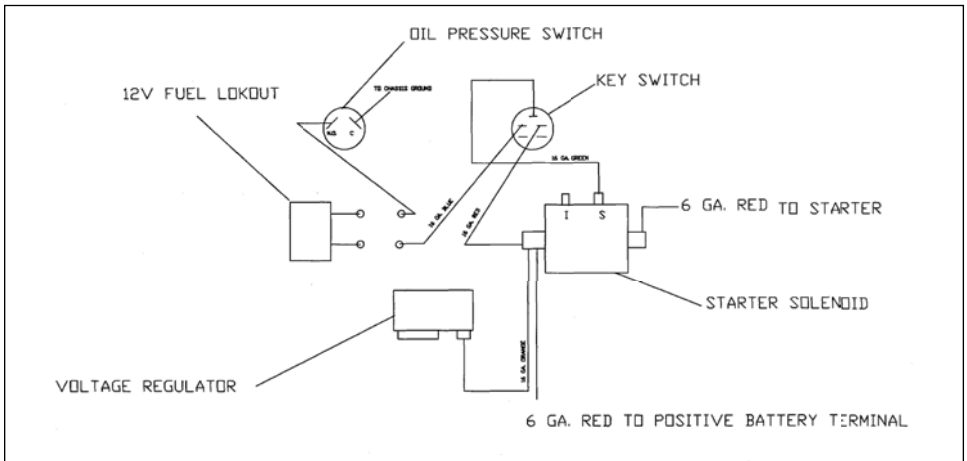 OIL PRESSURE SWITCH
KEY SWITCH
12V FUEL LOKOUT
TO CHASSIS GROUND
N.O. C
16 GA. GREEN
16 GA. BLUE
16 GA. RED
I S
6 GA. RED TO STARTER
STARTER SOLENOID
VOLTAGE REGULATOR
16 GA. ORANGE
6 GA. RED TO POSITIVE BATTERY TERMINAL